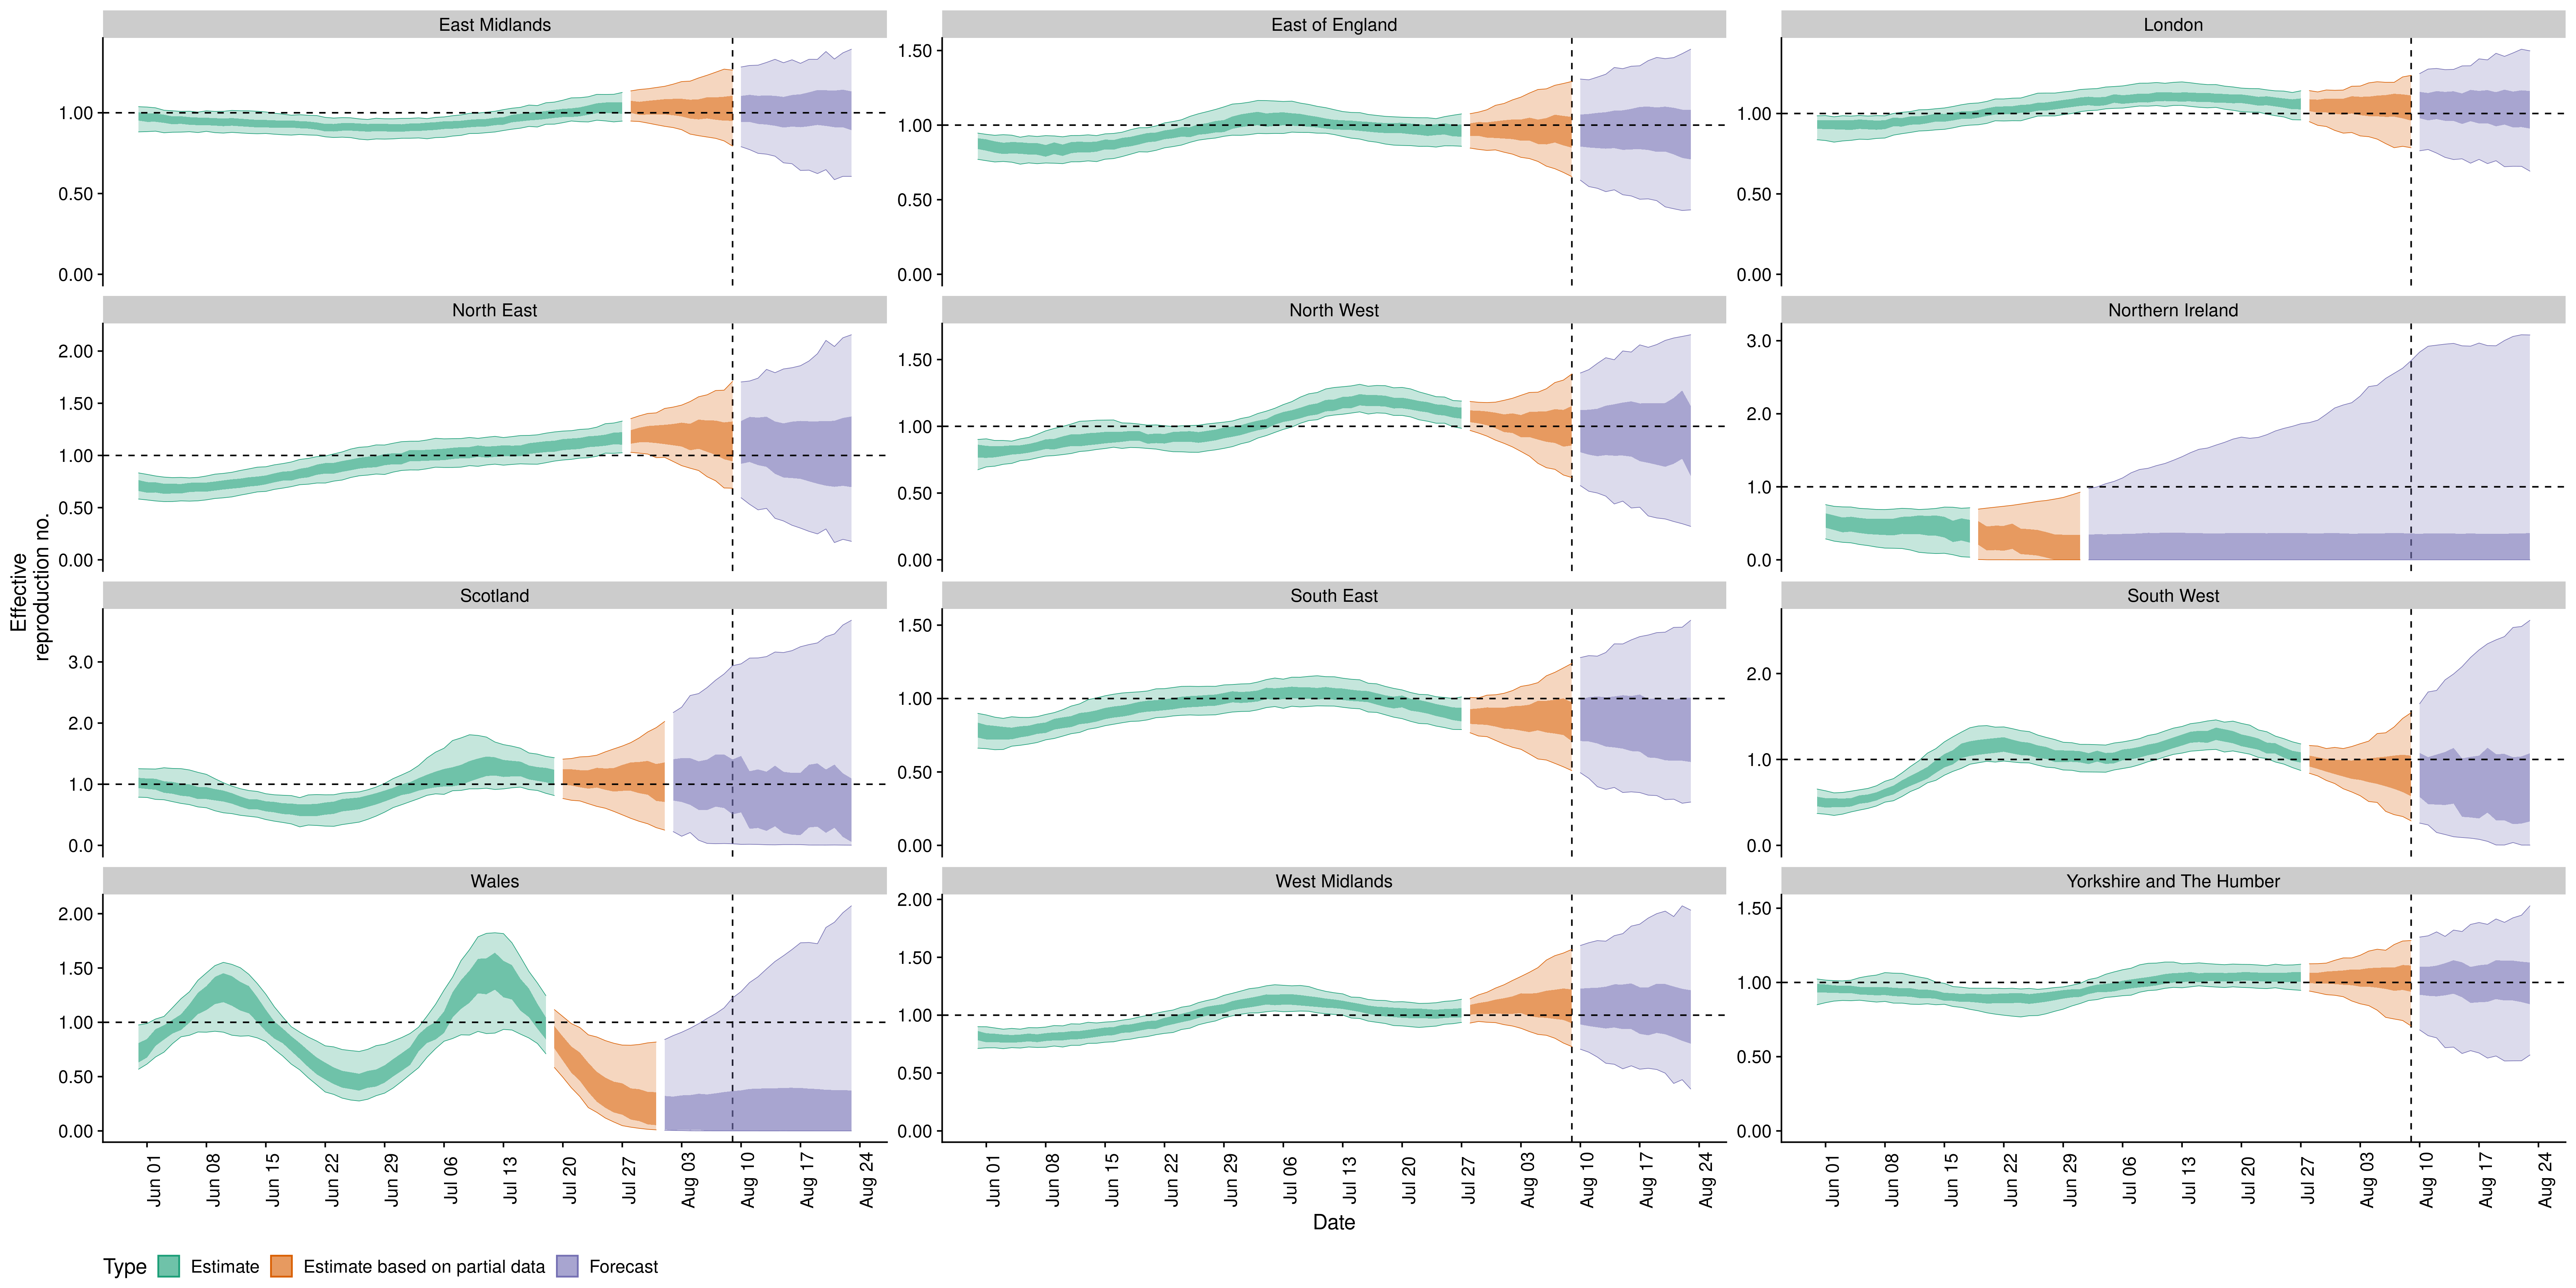 East Midlands
East of England
London
1.00
0.50
0.00
1.50
1.00
0.50
0.00
1.00
0.50
0.00
North East
North West
Northern Ireland
2.00
1.50
1.00
0.50
0.00
1.50
1.00
0.50
0.00
3.0
2.0
1.0
0.0
Effective
reproduction no.
Scotland
South East
South West
3.0
2.0
1.0
0.0
1.50
1.00
0.50
0.00
2.0
1.0
0.0
Wales
West Midlands
Yorkshire and The Humber
2.00
1.50
1.00
0.50
0.00
2.00
1.50
1.00
0.50
0.00
1.50
1.00
0.50
0.00
Jun 01
Jun 08
Jun 15
Jun 22
Jun 29
Jul 06
Jul 13
Jul 20
Jul 27
Aug 03
Aug 10
Aug 17
Aug 24
Jun 01
Jun 08
Jun 15
Jun 22
Jun 29
Jul 06
Jul 13
Jul 20
Jul 27
Aug 03
Aug 10
Aug 17
Aug 24
Jun 01
Jun 08
Jun 15
Jun 22
Jun 29
Jul 06
Jul 13
Jul 20
Jul 27
Aug 03
Aug 10
Aug 17
Aug 24
Date
Type Estimate Estimate based on partial data Forecast